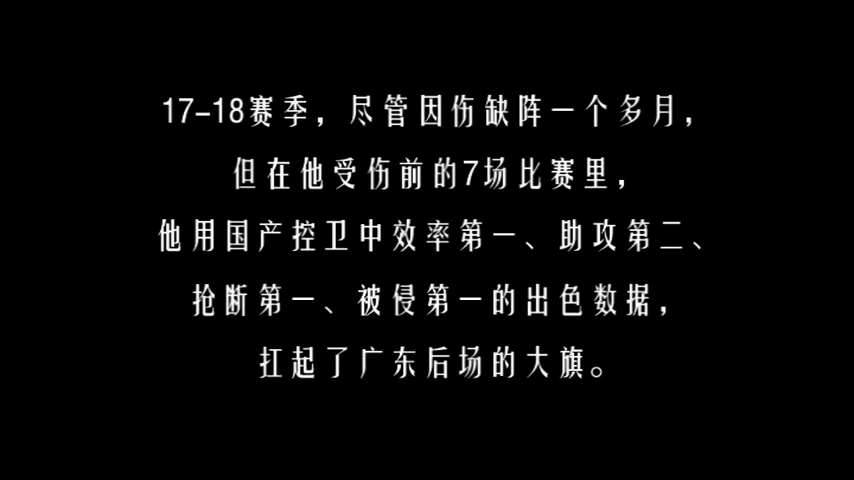 17-18赛季，尽管因伤缺阵一个多月，
但在他受伤前的7场比赛里，
他用国产控卫中效率第一、助攻第二、
抢断第一、被侵第一的出色数据，
扛起了广东后场的大旗。